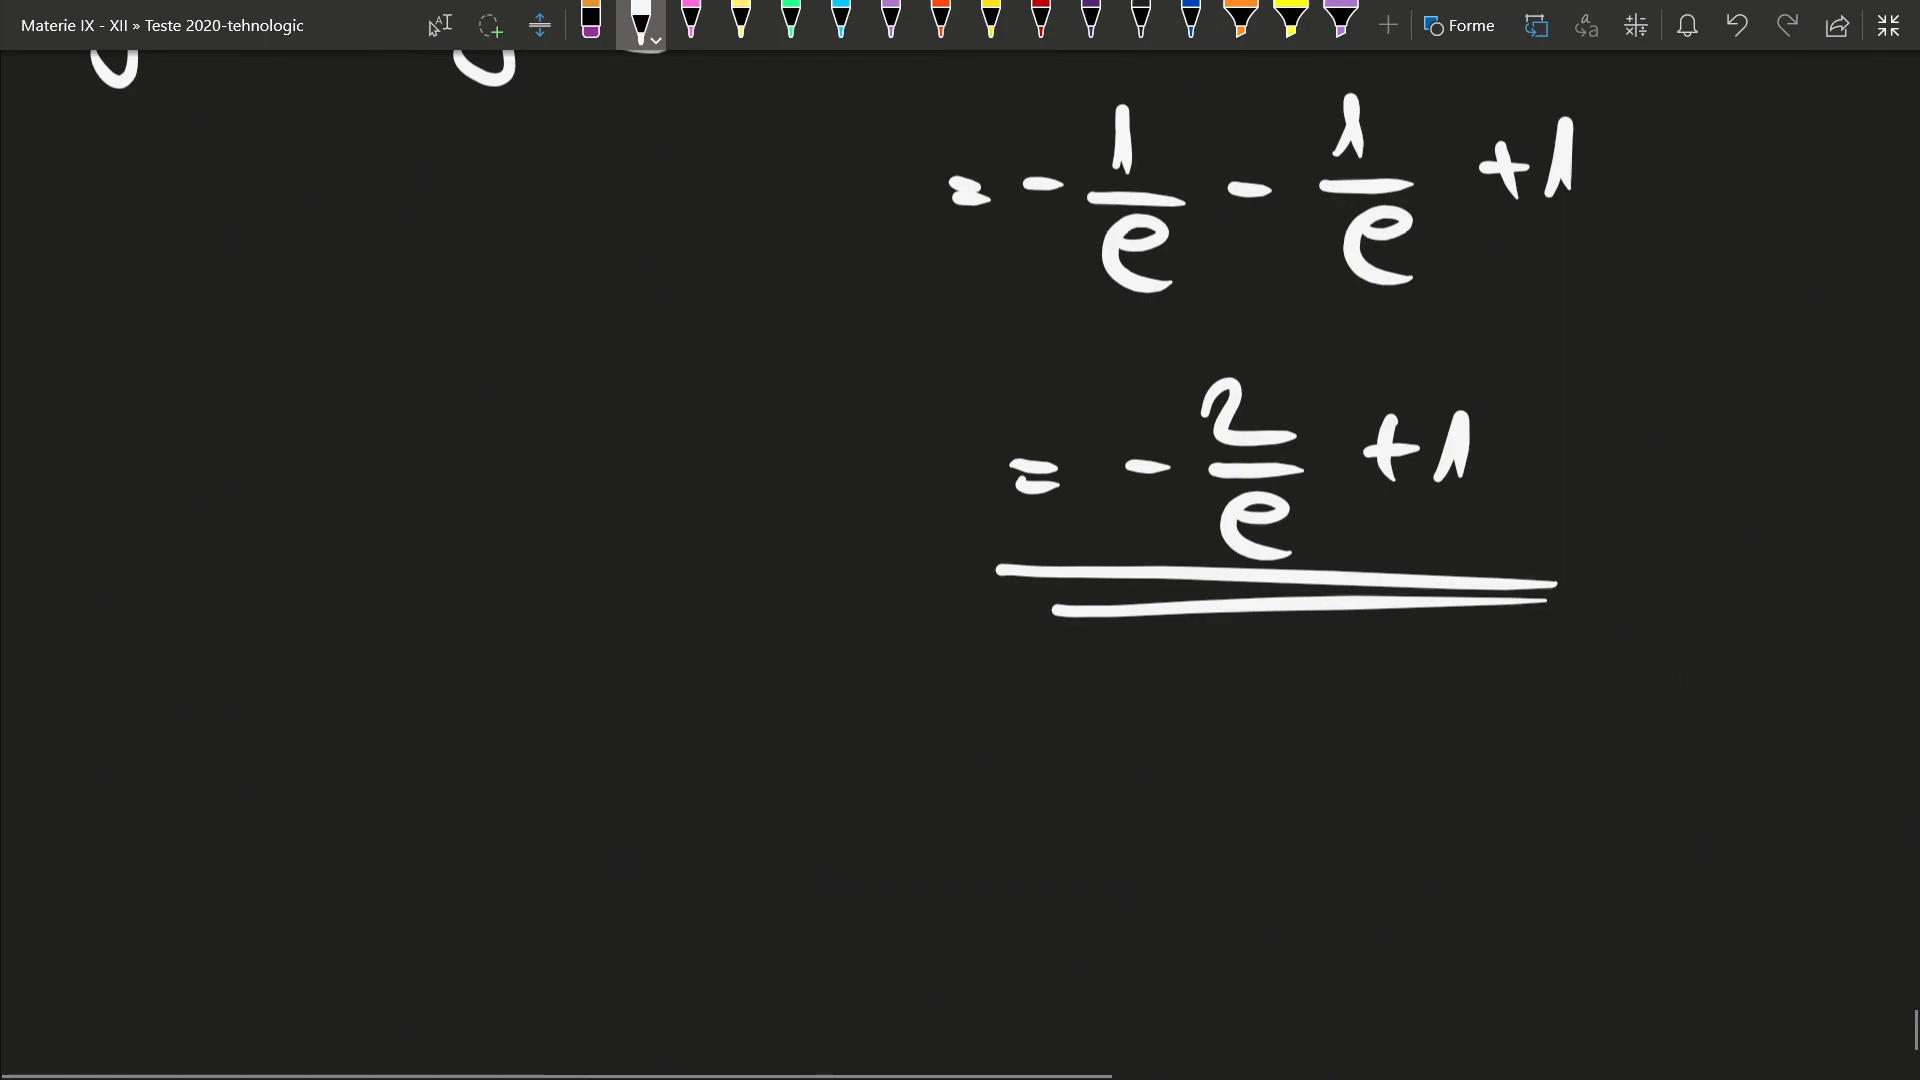 Materie IX - XII » Teste 2020-tehnologic
Forme
= - 1/e - 1/e + 1
= - 2/e + 1